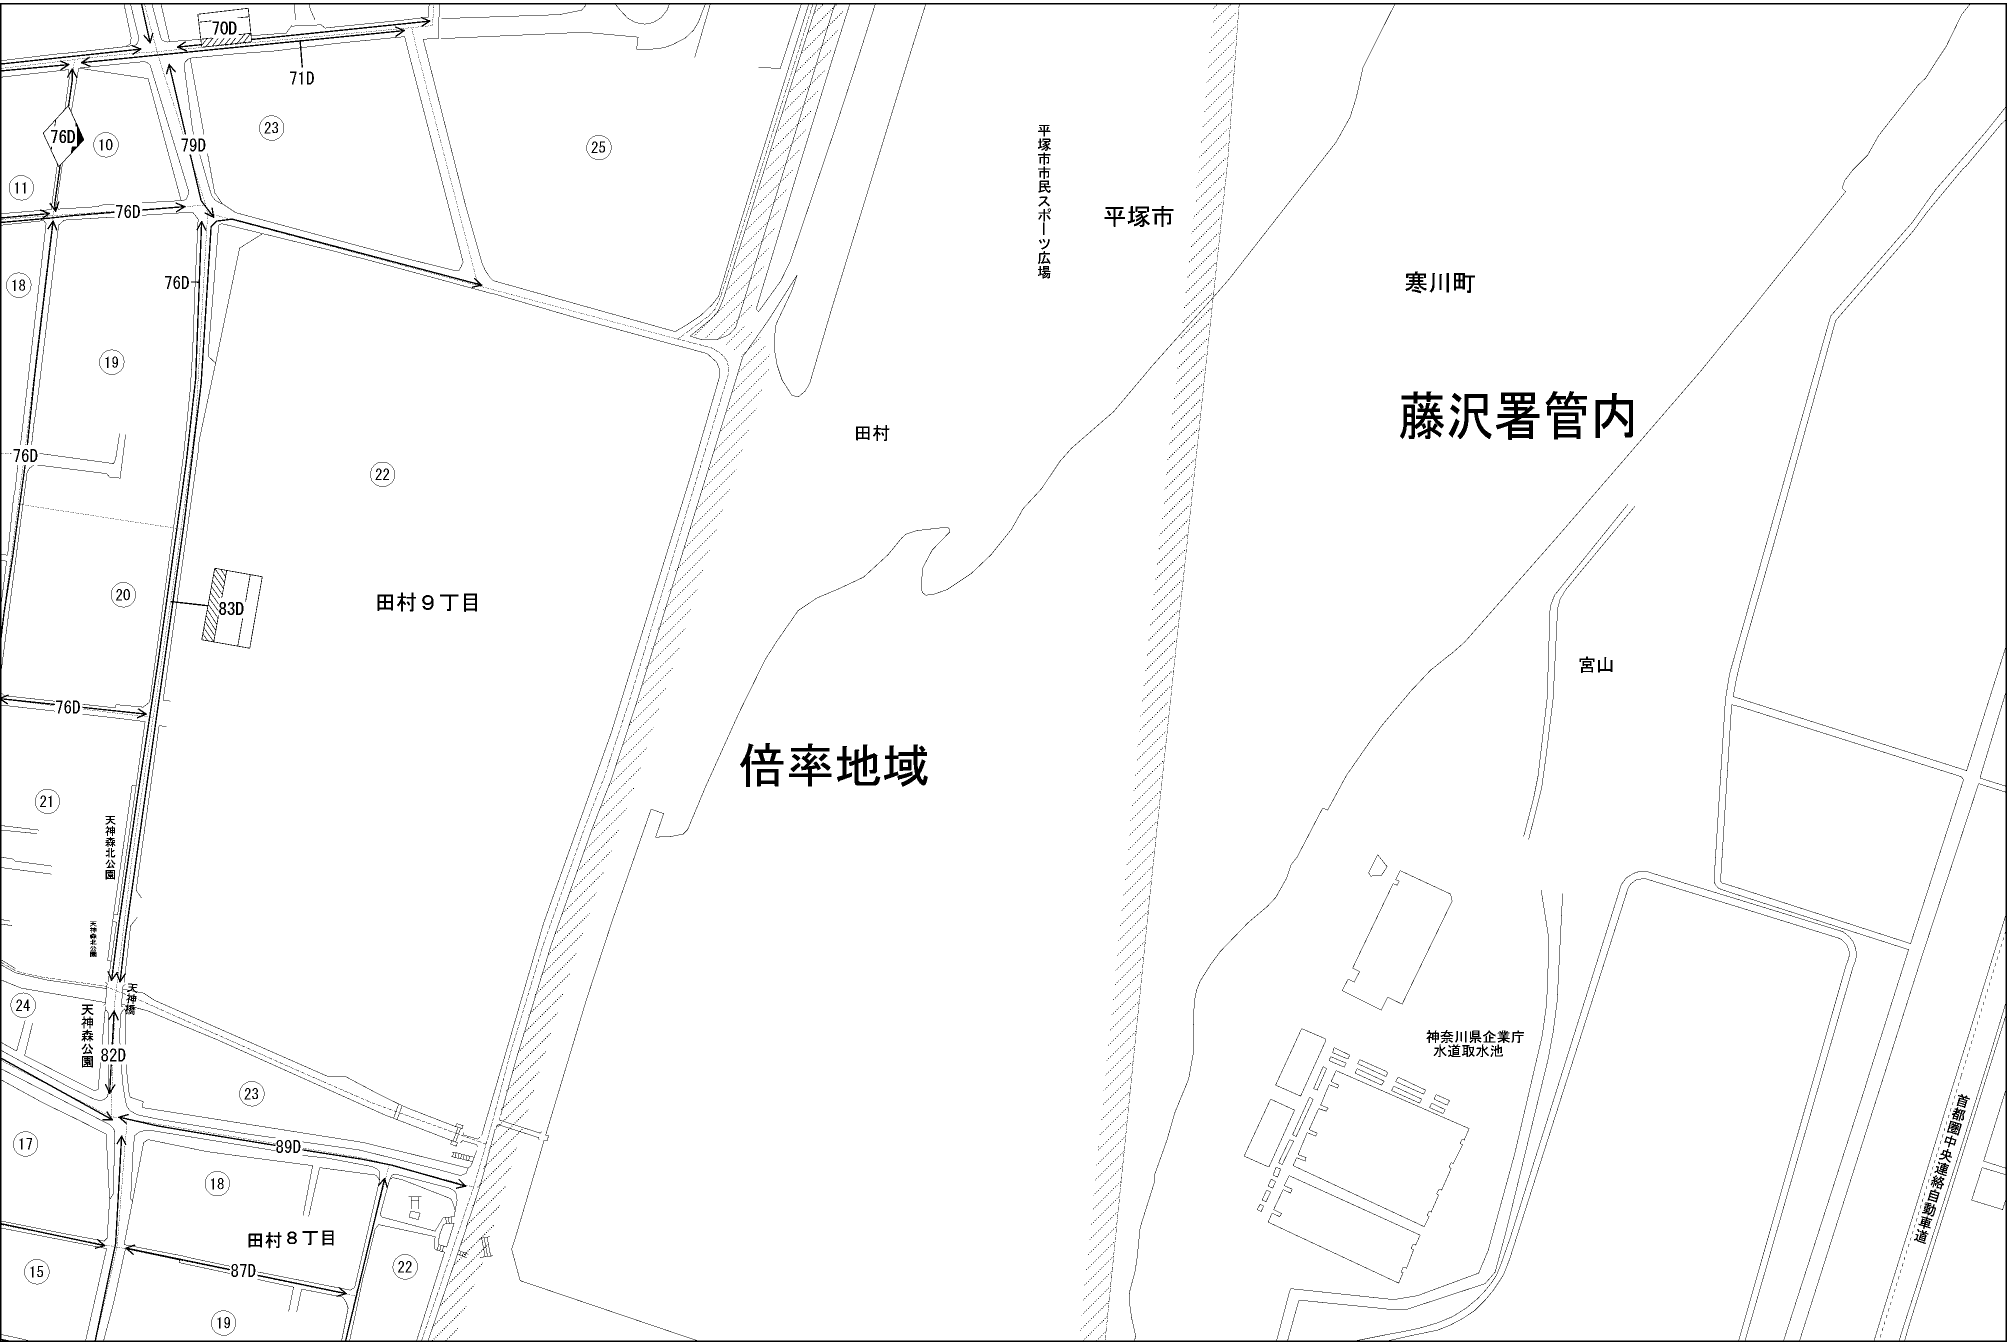 70D
71D
76D
79D
⑩
㉓
㉕
⑪
76D
76D
⑱
⑲
76D
㉒
⑳
83D
田村９丁目
76D
㉑
天神森北公園
天神森北公園
天神橋
㉔
天神森公園
82D
㉓
⑰
89D
⑱
田村８丁目
87D
㉒
⑮
⑲
平塚市市民スポーツ広場
平塚市
寒川町
藤沢署管内
田村
倍率地域
宮山
神奈川県企業庁
水道取水池
首都圏中央連絡自動車道